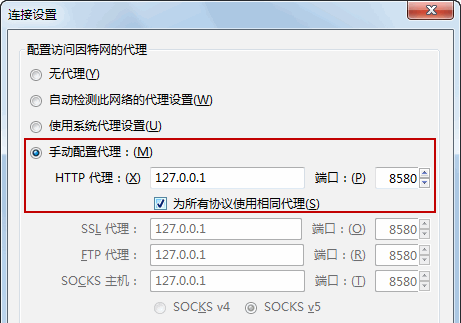 连接设置
配置访问因特网的代理
无代理(Y)
自动检测此网络的代理设置(W)
使用系统代理设置(U)
手动配置代理：(M)
HTTP 代理：(X) 127.0.0.1 端口：(P) 8580
为所有协议使用相同代理(S)
SSL 代理： 127.0.0.1 端口：(O) 8580
FTP 代理： 127.0.0.1 端口：(R) 8580
SOCKS 主机： 127.0.0.1 端口：(T) 8580
SOCKS v4 SOCKS v5